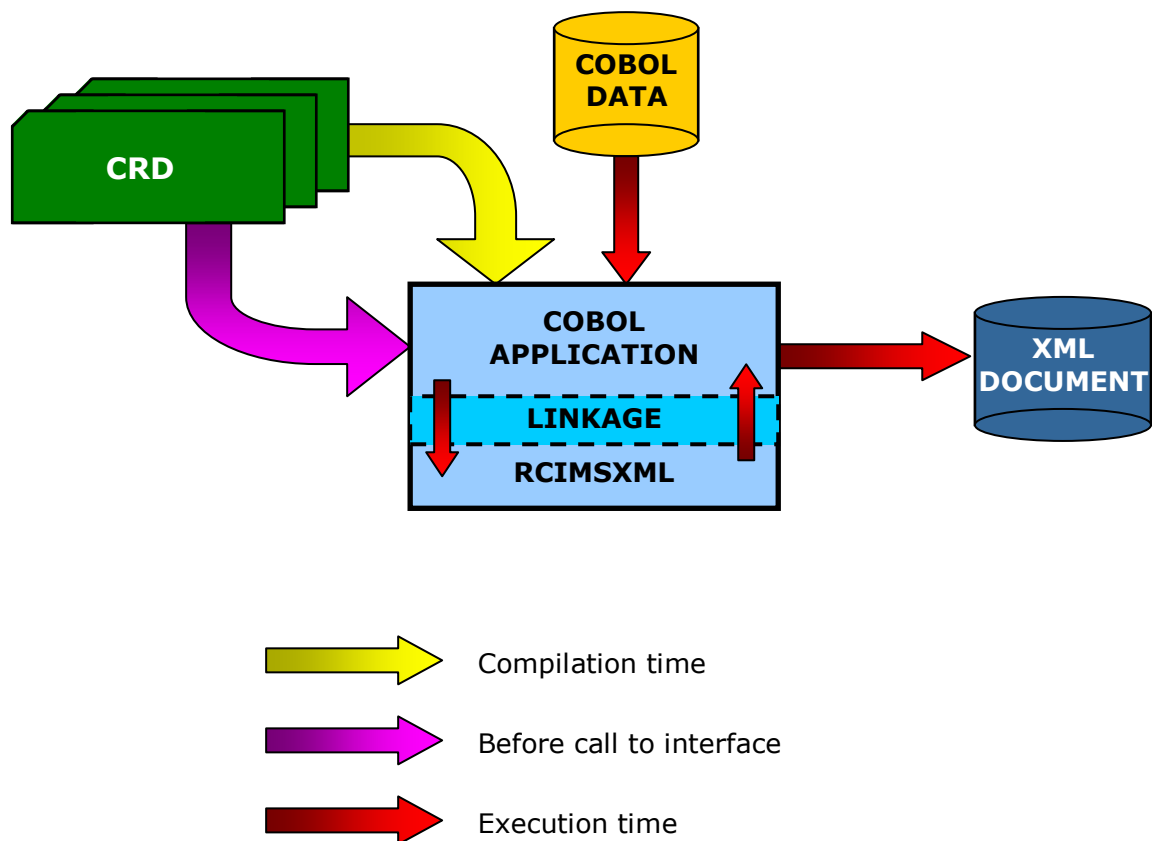 COBOL
DATA
CRD
COBOL
APPLICATION
XML
DOCUMENT
LINKAGE
RCIMSXML
Compilation time
Before call to interface
Execution time